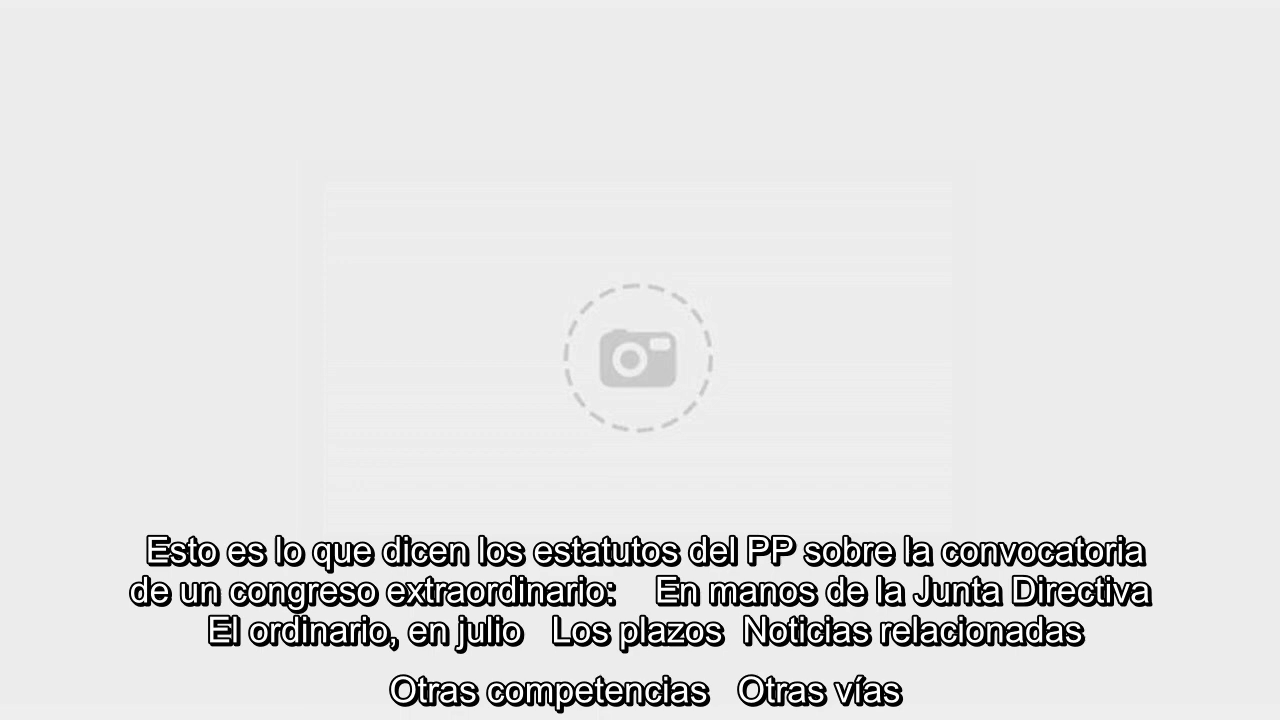 Esto es lo que dicen los estatutos del PP sobre la convocatoria
de un congreso extraordinario: En manos de la Junta Directiva
El ordinario, en julio Los plazos Noticias relacionadas
Otras competencias Otras vías